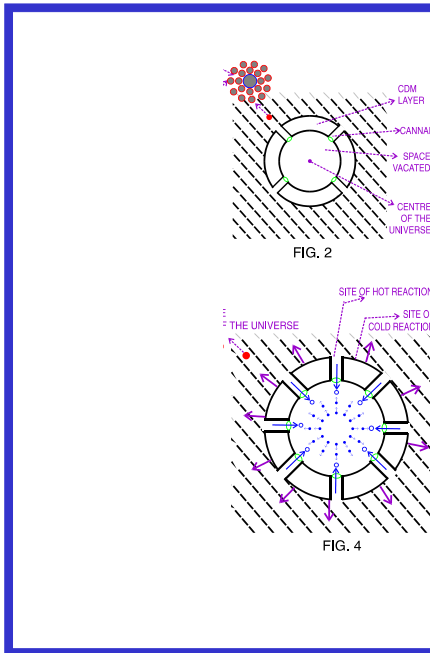 CDM
LAYER
CANNAL
SPACE
VACATED
CENTRE
OF THE
UNIVERSE
FIG. 2
SITE OF HOT REACTION
SITE O
COLD REACTION
E
F THE UNIVERSE
FIG. 4